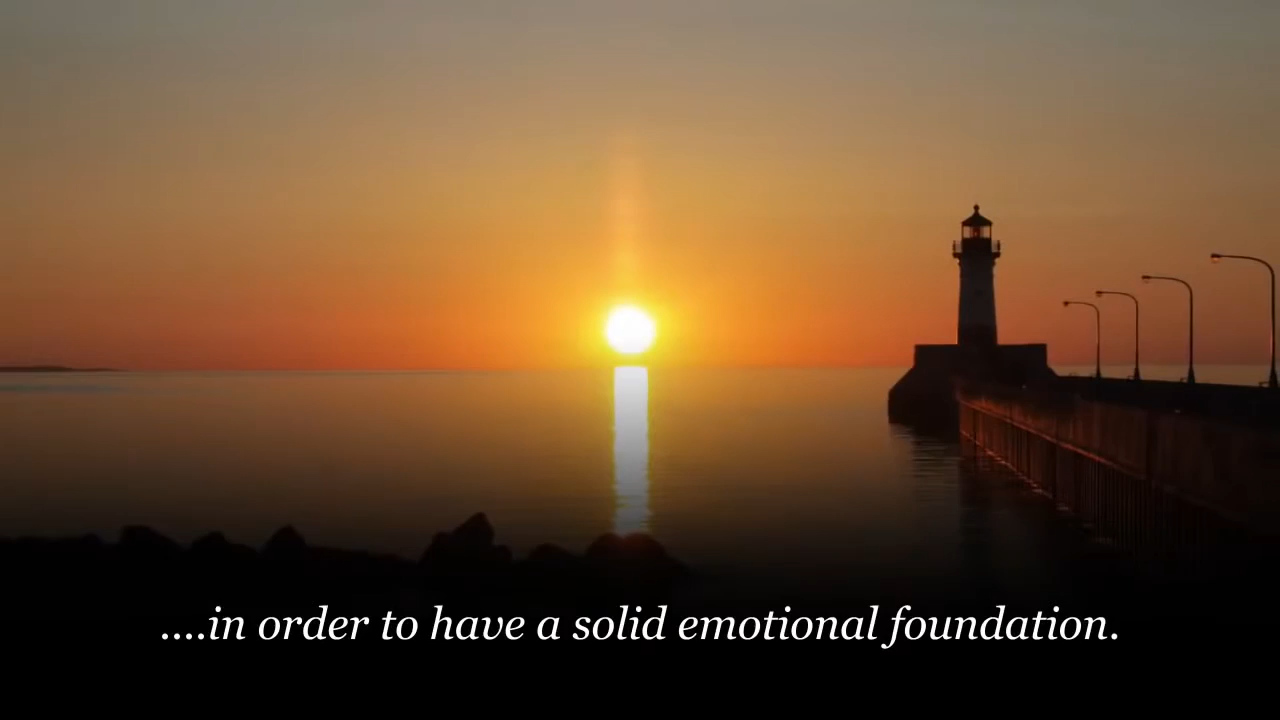 ....in order to have a solid emotional foundation.